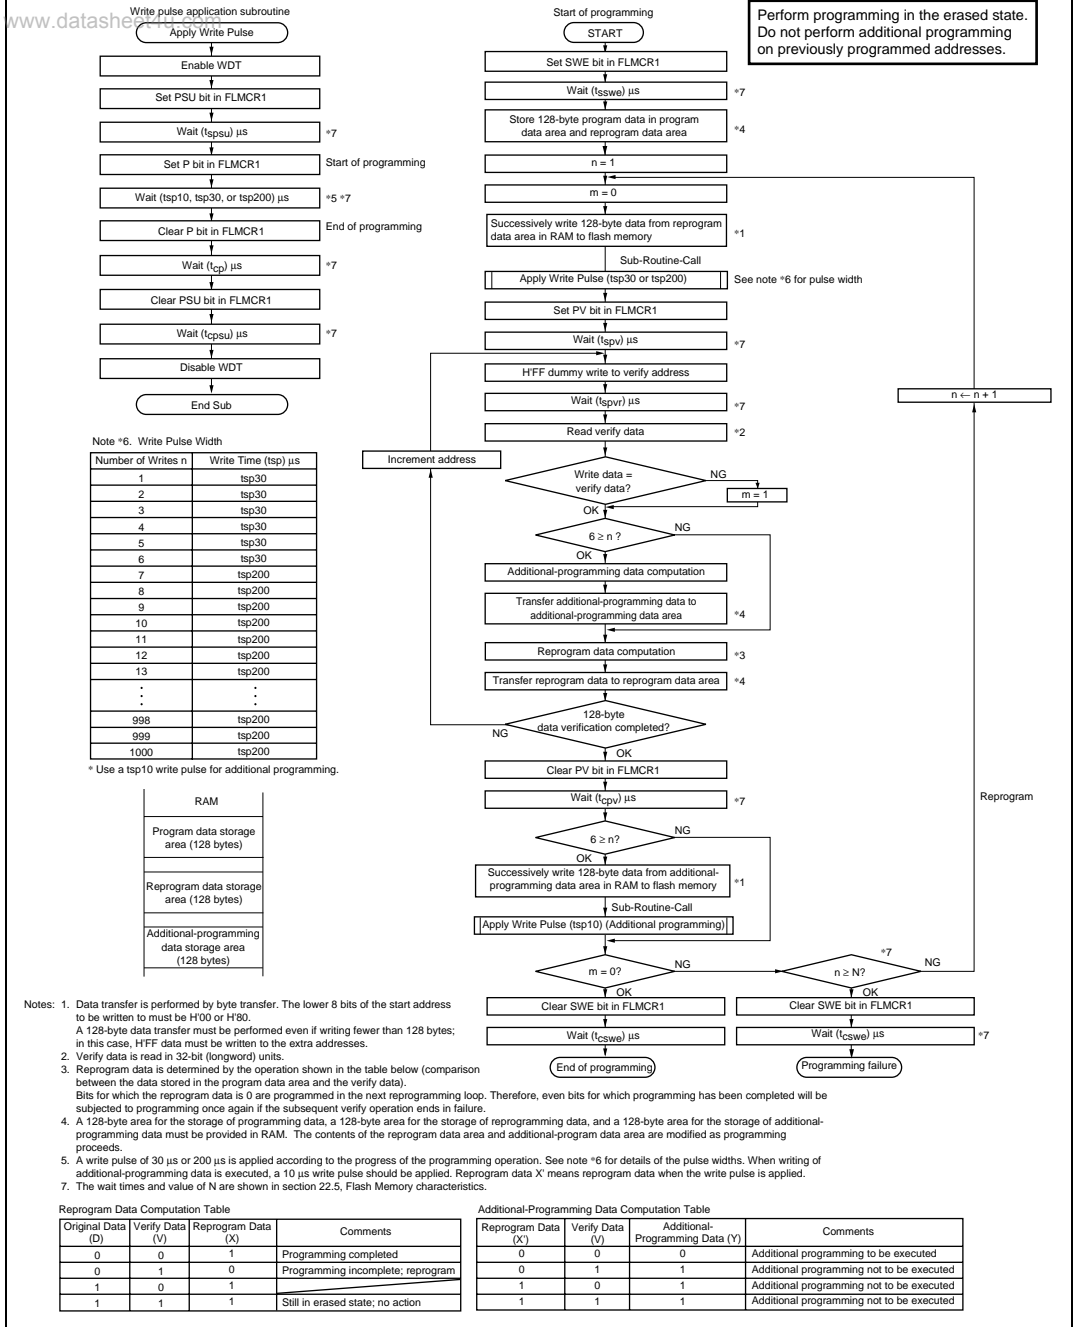 www.datasheet4u.com
Write pulse application subroutine
Apply Write Pulse
Enable WDT
Set PSU bit in FLMCR1
Wait (tspsu) μs
*7
Set P bit in FLMCR1
Start of programming
Wait (tsp10, tsp30, or tsp200) μs
*5 *7
Clear P bit in FLMCR1
End of programming
Wait (tcp) μs
*7
Clear PSU bit in FLMCR1
Wait (tcpsu) μs
*7
Disable WDT
End Sub
Note *6. Write Pulse Width
Number of Writes n Write Time (tsp) μs
1 tsp30
2 tsp30
3 tsp30
4 tsp30
5 tsp30
6 tsp30
7 tsp200
8 tsp200
9 tsp200
10 tsp200
11 tsp200
12 tsp200
13 tsp200
998 tsp200
999 tsp200
1000 tsp200
* Use a tsp10 write pulse for additional programming.
RAM
Program data storage
area (128 bytes)
Reprogram data storage
area (128 bytes)
Additional-programming
data storage area
(128 bytes)
Start of programming
START
Set SWE bit in FLMCR1
Wait (tsswe) μs
*7
Store 128-byte program data in program
data area and reprogram data area
*4
n = 1
m = 0
Successively write 128-byte data from reprogram
data area in RAM to flash memory
*1
Sub-Routine-Call
Apply Write Pulse (tsp30 or tsp200)
See note *6 for pulse width
Set PV bit in FLMCR1
Wait (tspv) μs
*7
H'FF dummy write to verify address
Wait (tspvr) μs
*7
Read verify data
*2
Increment address
Write data =
verify data?
NG
m = 1
OK
6 ≥ n ?
NG
OK
Additional-programming data computation
Transfer additional-programming data to
additional-programming data area
*4
Reprogram data computation
*3
Transfer reprogram data to reprogram data area
*4
128-byte
data verification completed?
NG
OK
Clear PV bit in FLMCR1
Wait (tcpv) μs
*7
6 ≥ n?
NG
OK
Successively write 128-byte data from additional-
programming data area in RAM to flash memory
*1
Sub-Routine-Call
Apply Write Pulse (tsp10) (Additional programming)
m = 0?
NG
OK
Clear SWE bit in FLMCR1
Wait (tcswe) μs
End of programming
*7
n ≥ N?
NG
OK
Clear SWE bit in FLMCR1
Wait (tcswe) μs
*7
Programming failure
n ← n + 1
Reprogram
Perform programming in the erased state.
Do not perform additional programming
on previously programmed addresses.
Notes: 1. Data transfer is performed by byte transfer. The lower 8 bits of the start address
to be written to must be H'00 or H'80.
A 128-byte data transfer must be performed even if writing fewer than 128 bytes;
in this case, H'FF data must be written to the extra addresses.
2. Verify data is read in 32-bit (longword) units.
3. Reprogram data is determined by the operation shown in the table below (comparison
between the data stored in the program data area and the verify data).
Bits for which the reprogram data is 0 are programmed in the next reprogramming loop. Therefore, even bits for which programming has been completed will be
subjected to programming once again if the subsequent verify operation ends in failure.
4. A 128-byte area for the storage of programming data, a 128-byte area for the storage of reprogramming data, and a 128-byte area for the storage of additional-
programming data must be provided in RAM. The contents of the reprogram data area and additional-program data area are modified as programming
proceeds.
5. A write pulse of 30 μs or 200 μs is applied according to the progress of the programming operation. See note *6 for details of the pulse widths. When writing of
additional-programming data is executed, a 10 μs write pulse should be applied. Reprogram data X' means reprogram data when the write pulse is applied.
7. The wait times and value of N are shown in section 22.5, Flash Memory characteristics.
Reprogram Data Computation Table
Original Data (D) Verify Data (V) Reprogram Data (X) Comments
0 0 1 Programming completed
0 1 0 Programming incomplete; reprogram
1 0 1
1 1 1 Still in erased state; no action
Additional-Programming Data Computation Table
Reprogram Data (X') Verify Data (V) Additional-Programming Data (Y) Comments
0 0 0 Additional programming to be executed
0 1 1 Additional programming not to be executed
1 0 1 Additional programming not to be executed
1 1 1 Additional programming not to be executed